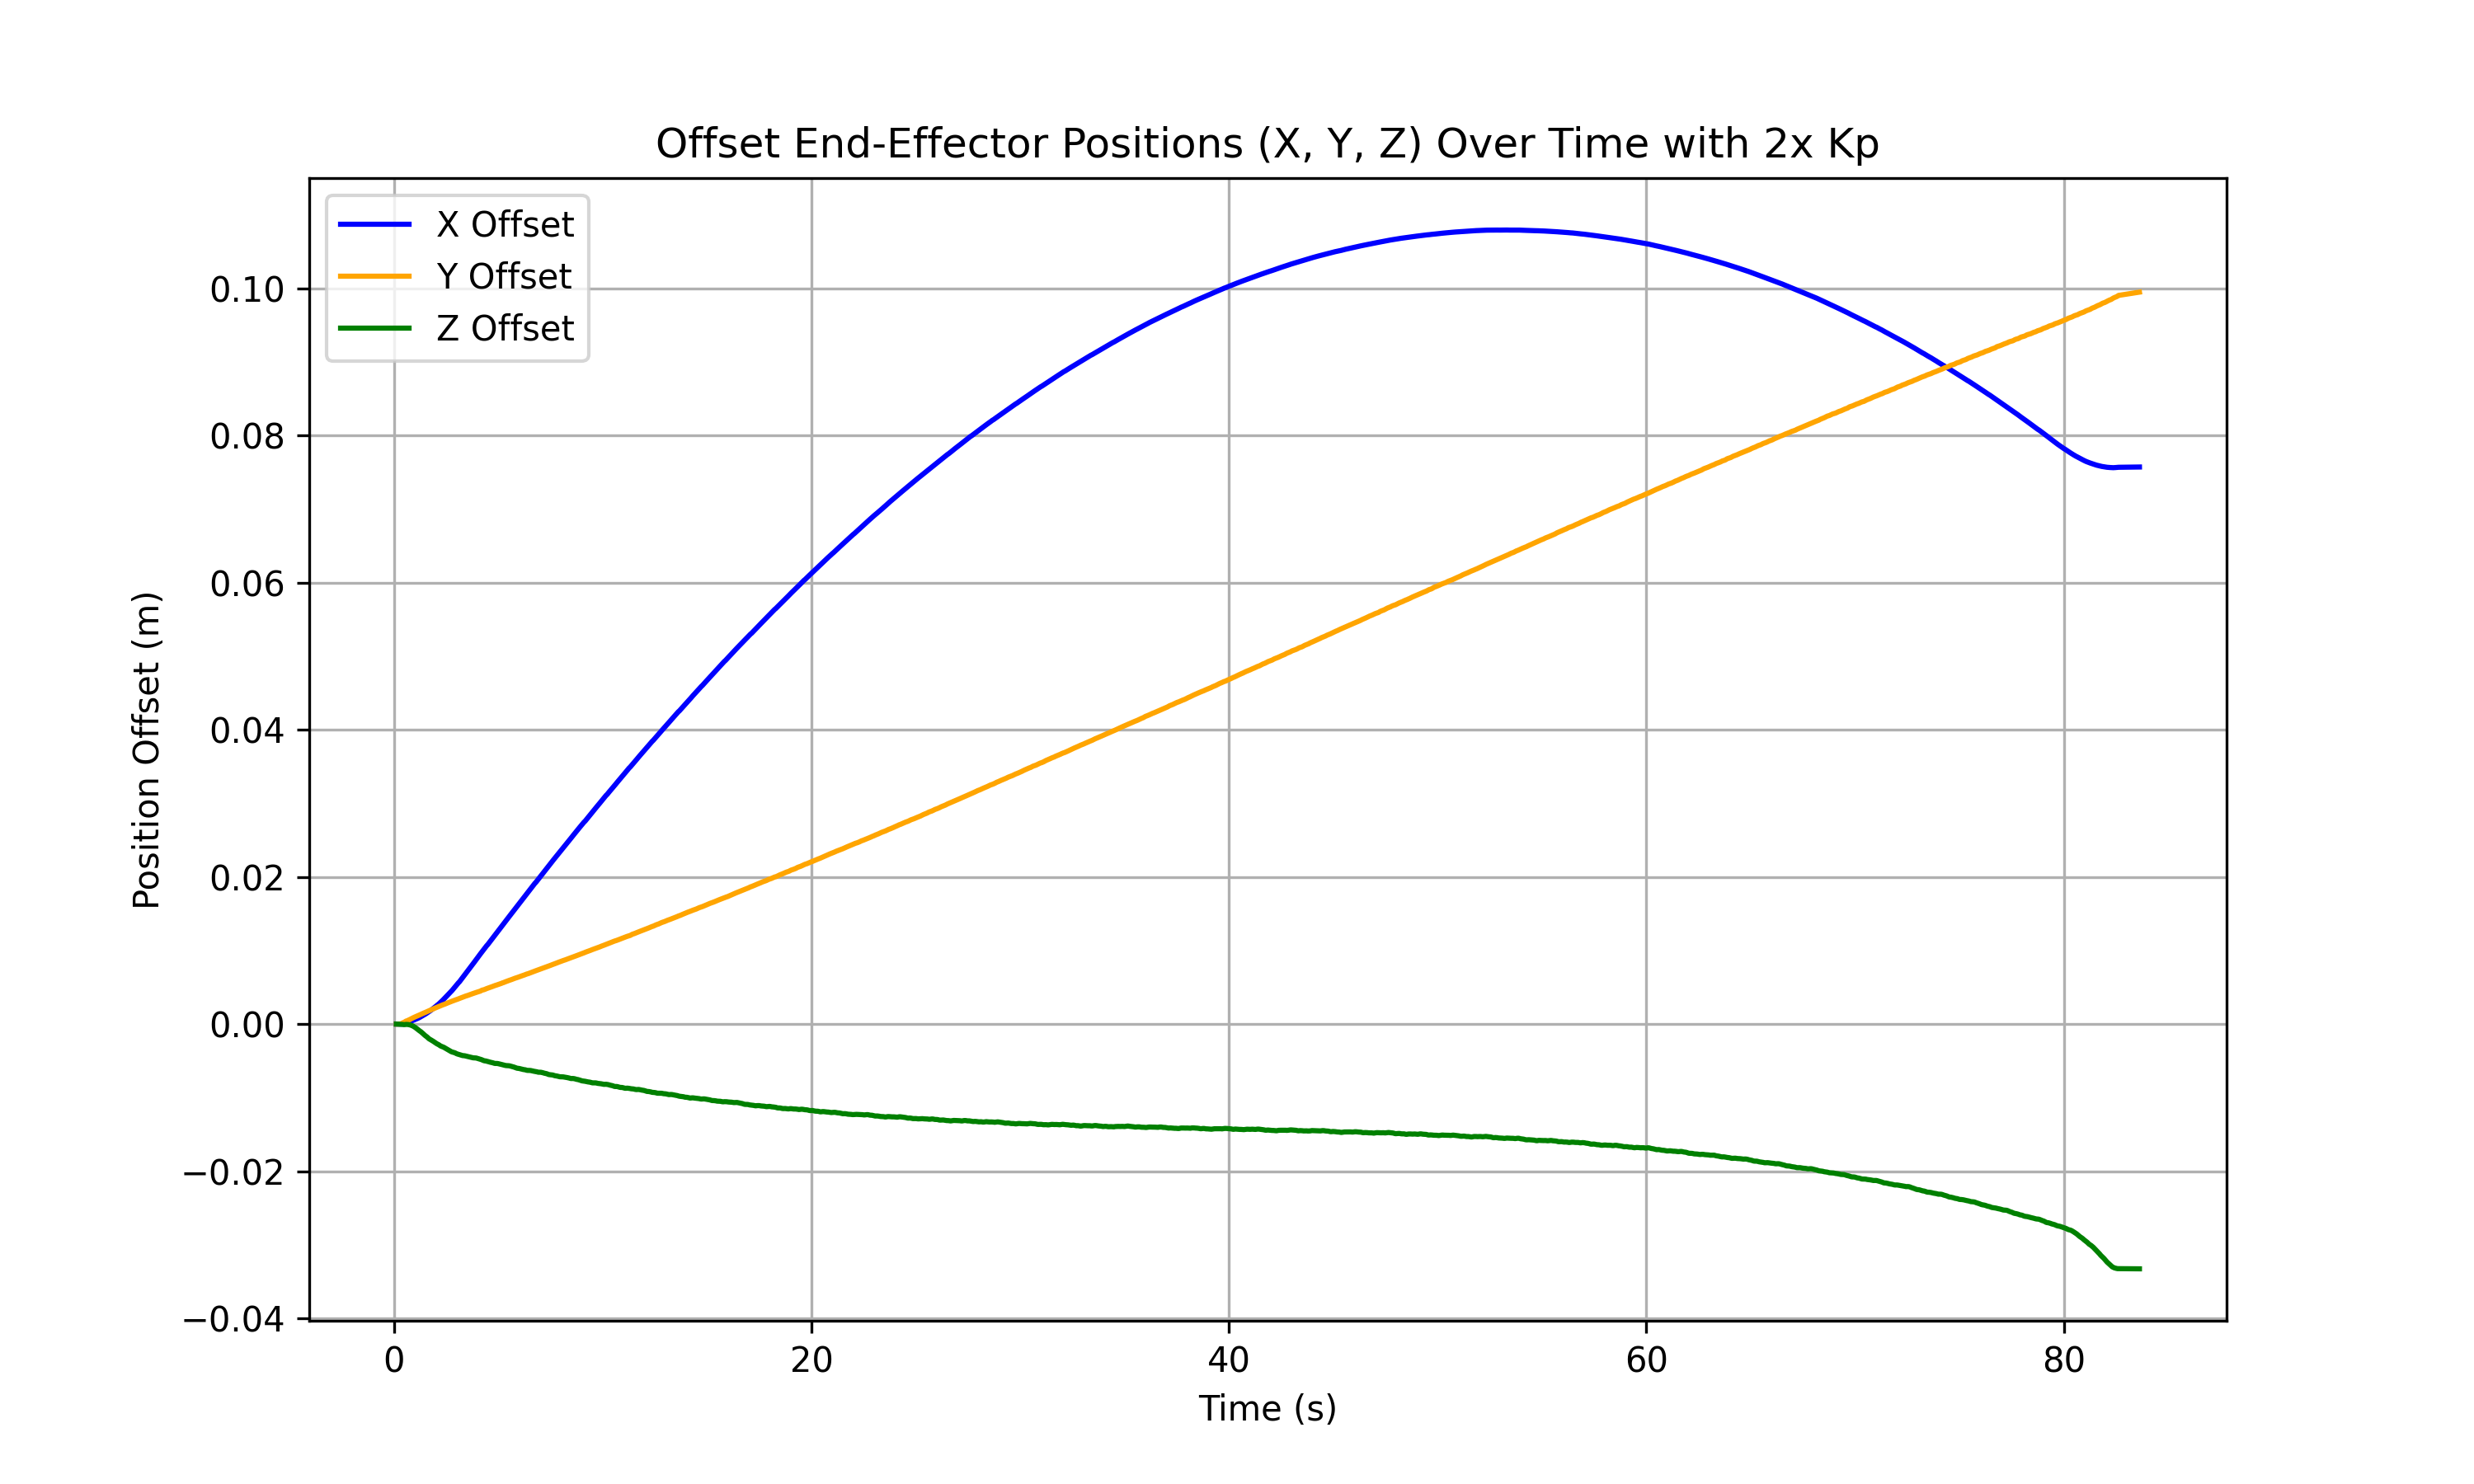 Offset End-Effector Positions (X, Y, Z) Over Time with 2x Kp
X Offset
Y Offset
Z Offset
0.10
0.08
0.06
0.04
0.02
0.00
−0.02
−0.04
Position Offset (m)
0 20 40 60 80
Time (s)